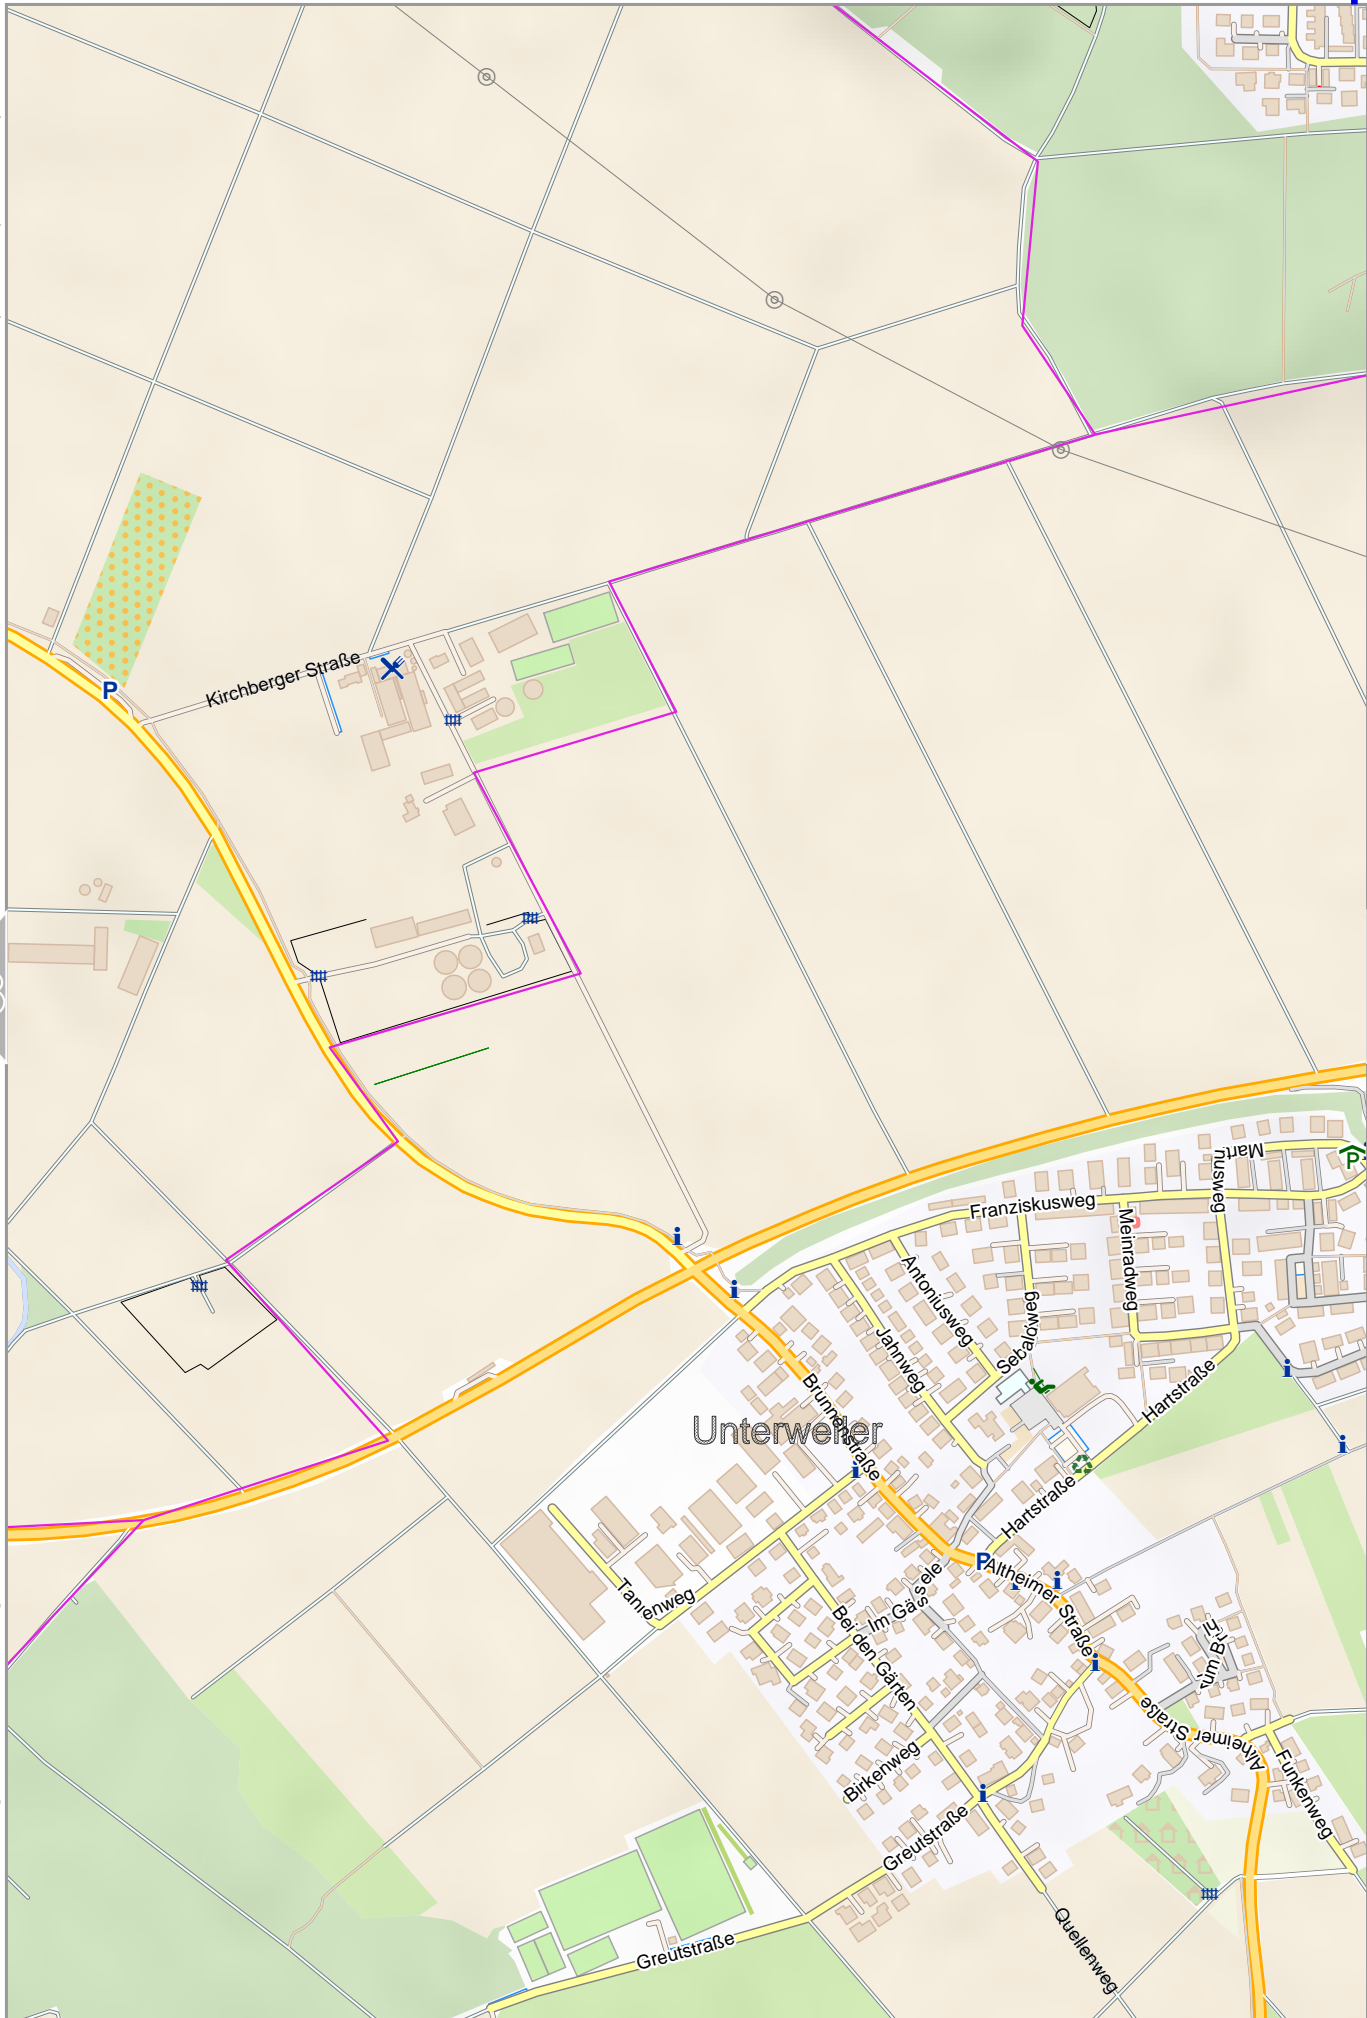 Kirchberger Straße
P
Martinusweg
P
Franziskusweg
Meinradweg
Antoniusweg
Sebaldweg
Jahnweg
Brunnenstraße
Hartstraße
Unterweiler
Hartstraße
P
Altheimer Straße
Im Gässele
Tannenweg
Bei den Gärten
Altheimer Straße
Birkenweg
Funkenweg
Greutstraße
Quellenweg
Greutstraße